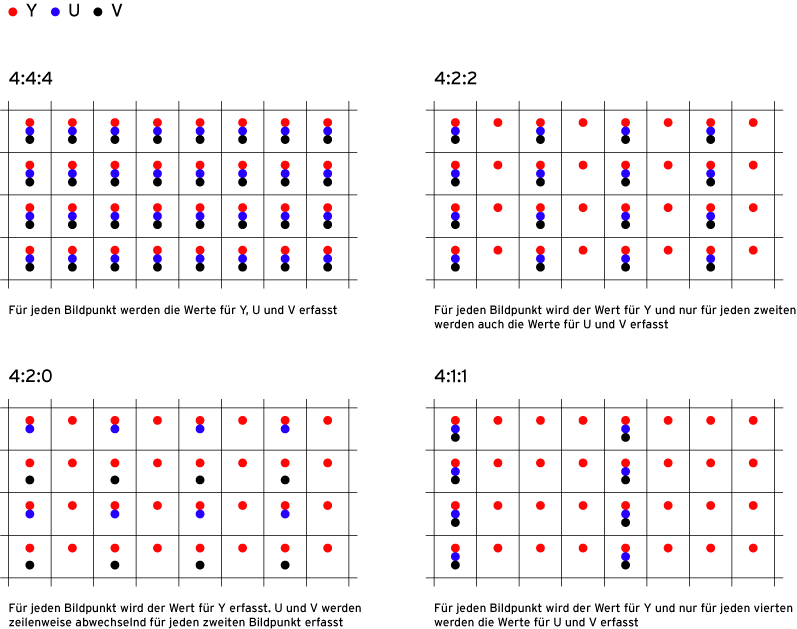 Y U V
4:4:4
Für jeden Bildpunkt werden die Werte für Y, U und V erfasst
4:2:2
Für jeden Bildpunkt wird der Wert für Y und nur für jeden zweiten
werden auch die Werte für U und V erfasst
4:2:0
Für jeden Bildpunkt wird der Wert für Y erfasst. U und V werden
zeilenweise abwechselnd für jeden zweiten Bildpunkt erfasst
4:1:1
Für jeden Bildpunkt wird der Wert für Y und nur für jeden vierten
werden die Werte für U und V erfasst